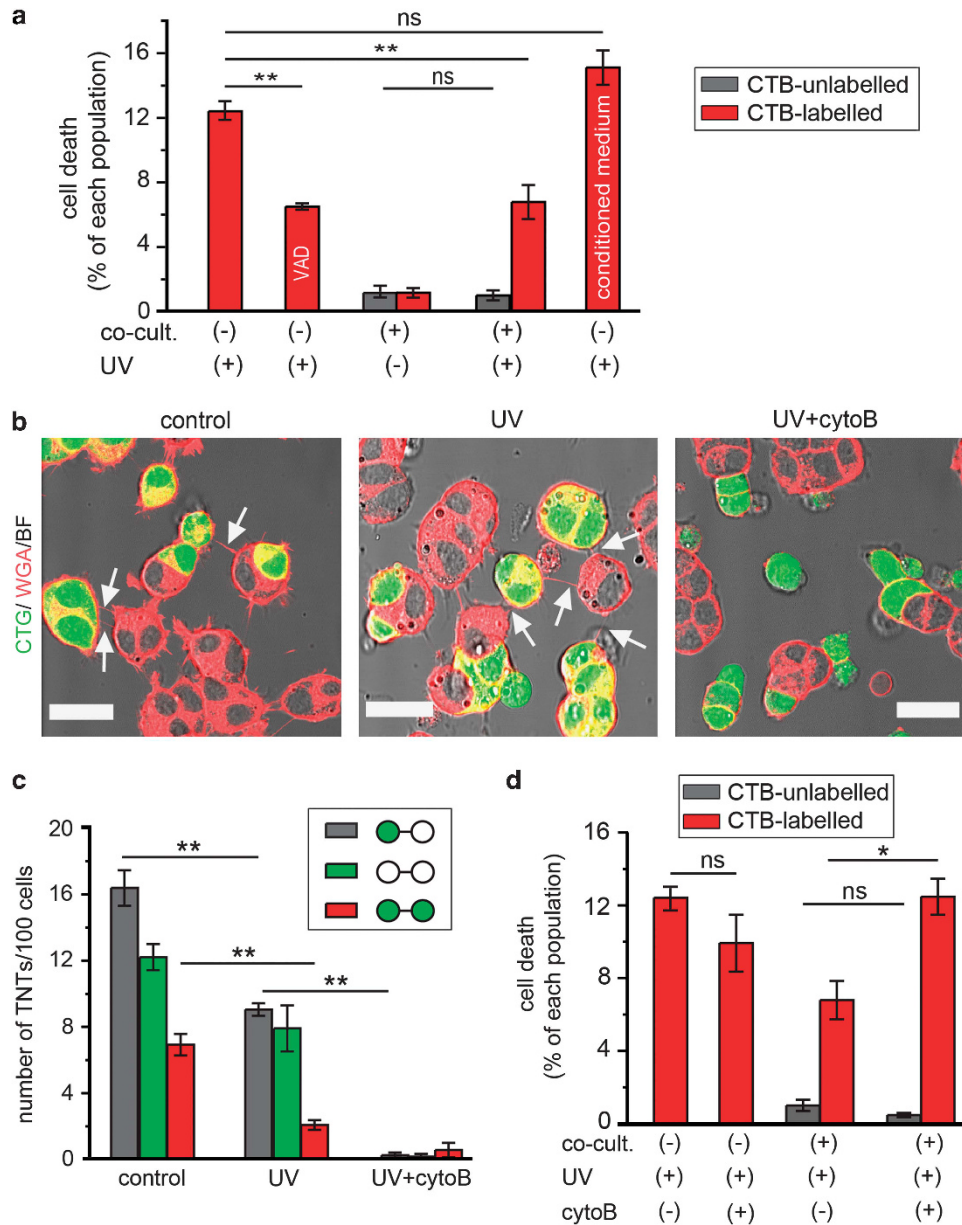 a
ns
**
**
ns
16
12
8
4
0
cell death
(% of each population)
VAD
conditioned medium
CTB-unlabelled
CTB-labelled
co-cult. (-) (-) (+) (+) (-)
UV (+) (+) (-) (+) (+)
b
control UV UV+cytoB
CTG/ WGA/BF
c
20
16
12
8
4
0
number of TNTs/100 cells
**
**
**
control UV UV+cytoB
d
CTB-unlabelled
CTB-labelled
16
12
8
4
0
cell death
(% of each population)
ns
*
ns
co-cult. (-) (-) (+) (+)
UV (+) (+) (+) (+)
cytoB (-) (+) (-) (+)